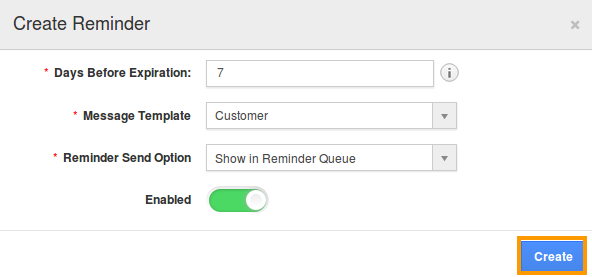 Create Reminder
×
* Days Before Expiration: 7 i
* Message Template Customer
* Reminder Send Option Show in Reminder Queue
Enabled
Create